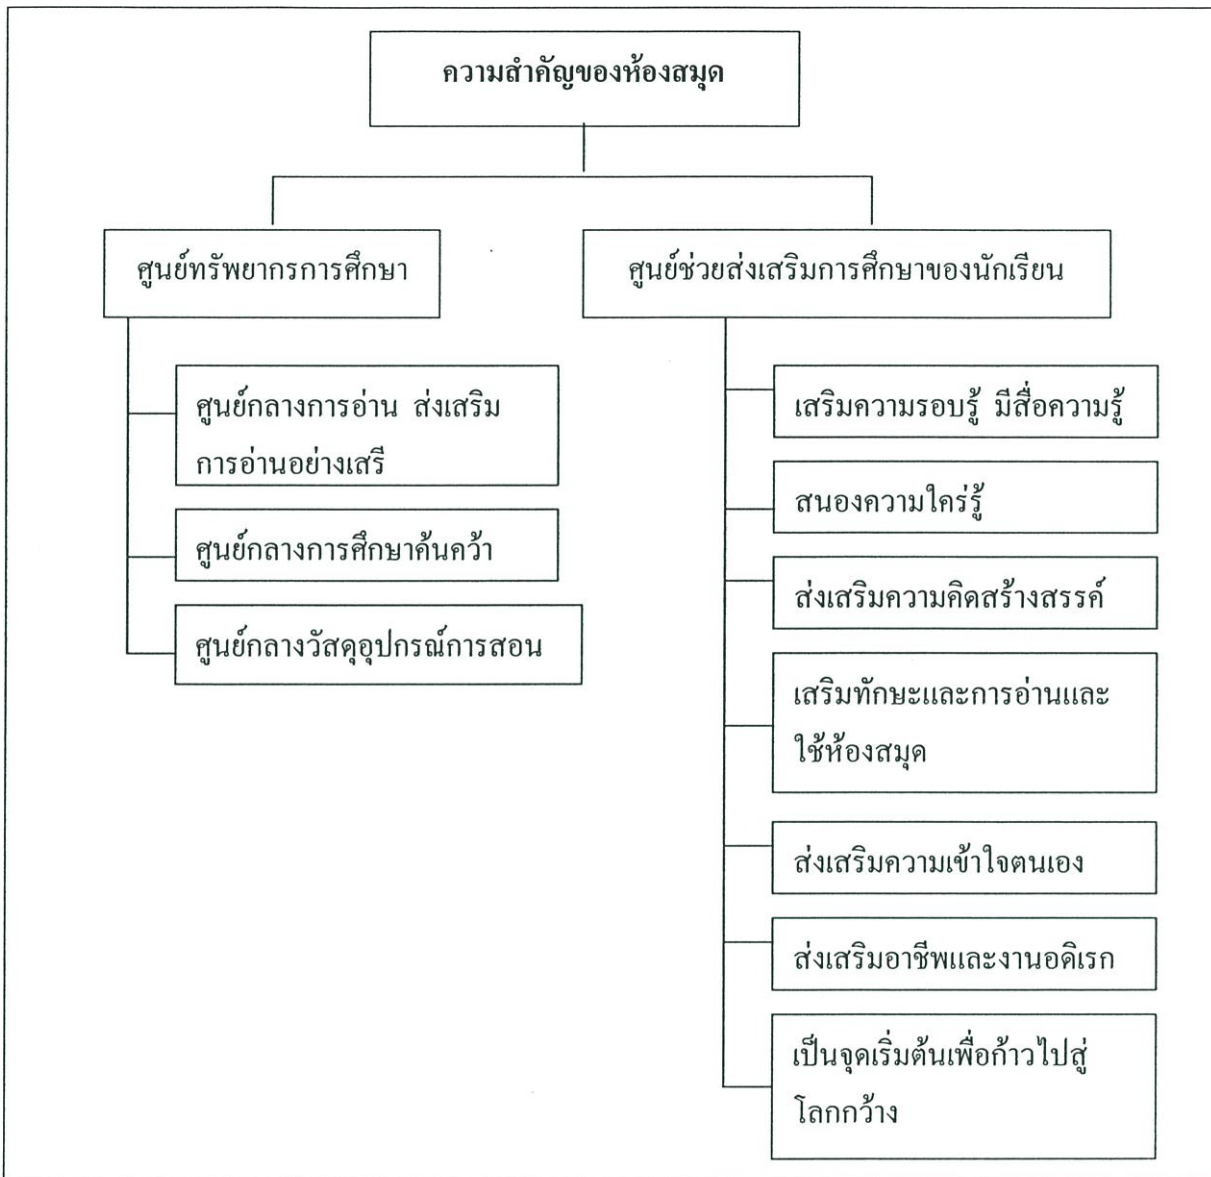 ความสำคัญของห้องสมุด
ศูนย์ทรัพยากรการศึกษา
ศูนย์กลางการอ่าน ส่งเสริม
การอ่านอย่างเสรี
ศูนย์กลางการศึกษาค้นคว้า
ศูนย์กลางวัสดุอุปกรณ์การสอน
ศูนย์ช่วยส่งเสริมการศึกษาของนักเรียน
เสริมความรอบรู้ มีสื่อความรู้
สนองความใคร่รู้
ส่งเสริมความคิดสร้างสรรค์
เสริมทักษะและการอ่านและ
ใช้ห้องสมุด
ส่งเสริมความเข้าใจตนเอง
ส่งเสริมอาชีพและงานอดิเรก
เป็นจุดเริ่มต้นเพื่อก้าวไปสู่
โลกกว้าง